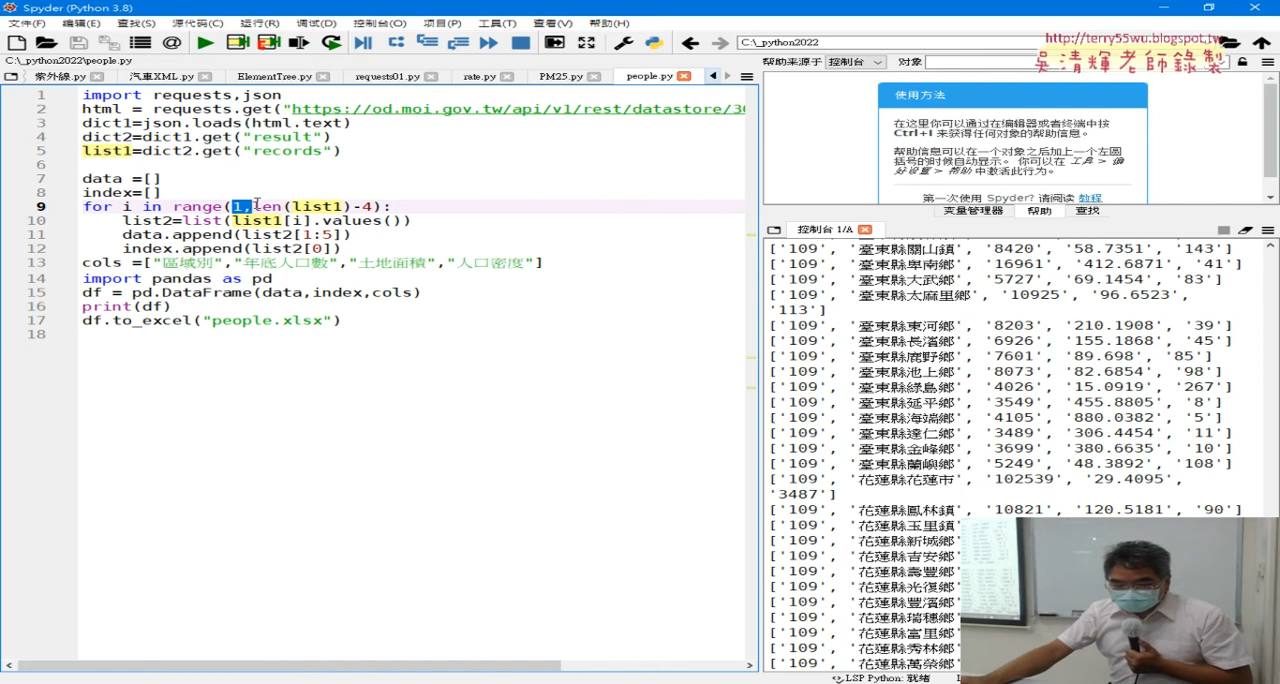 Spyder (Python 3.8)
文件(F) 编辑(E) 查找(S) 源代码(C) 运行(R) 调试(D) 控制台(O) 项目(P) 工具(T) 查看(V) 帮助(H)
C:\_python2022
http://terry55wu.blogspot.tw
吳清輝老師錄製
C:\_python2022\people.py
紫外線.py 汽車XML.py ElementTree.py requests01.py rate.py PM25.py people.py
帮助来源于 控制台 对象
1 import requests,json
2 html = requests.get("https://od.moi.gov.tw/api/v1/rest/datastore/30
3 dict1=json.loads(html.text)
4 dict2=dict1.get("result")
5 list1=dict2.get("records")
6
7 data =[]
8 index=[]
9 for i in range(1,len(list1)-4):
10 list2=list(list1[i].values())
11 data.append(list2[1:5])
12 index.append(list2[0])
13 cols =["區域別","年底人口數","土地面積","人口密度"]
14 import pandas as pd
15 df = pd.DataFrame(data,index,cols)
16 print(df)
17 df.to_excel("people.xlsx")
18
使用方法
在这里你可以通过在编辑器或者终端中按
Ctrl+I 来获得任何对象的帮助信息。
帮助信息可以在一个对象之后加上一个左圆
括号的时候自动显示。 你可以在 工具 > 偏
好设置 > 帮助 中激活此行为。
第一次使用 Spyder? 请阅读 教程
变量管理器 帮助 查找
控制台 1/A
['109', '臺東縣關山鎮', '8420', '58.7351', '143']
['109', '臺東縣卑南鄉', '16961', '412.6871', '41']
['109', '臺東縣大武鄉', '5727', '69.1454', '83']
['109', '臺東縣太麻里鄉', '10925', '96.6523',
'113']
['109', '臺東縣東河鄉', '8203', '210.1908', '39']
['109', '臺東縣長濱鄉', '6926', '155.1868', '45']
['109', '臺東縣鹿野鄉', '7601', '89.698', '85']
['109', '臺東縣池上鄉', '8073', '82.6854', '98']
['109', '臺東縣綠島鄉', '4026', '15.0919', '267']
['109', '臺東縣延平鄉', '3549', '455.8805', '8']
['109', '臺東縣海端鄉', '4105', '880.0382', '5']
['109', '臺東縣達仁鄉', '3489', '306.4454', '11']
['109', '臺東縣金峰鄉', '3699', '380.6635', '10']
['109', '臺東縣蘭嶼鄉', '5249', '48.3892', '108']
['109', '花蓮縣花蓮市', '102539', '29.4095',
'3487']
['109', '花蓮縣鳳林鎮', '10821', '120.5181', '90']
['109', '花蓮縣玉里鎮'
['109', '花蓮縣新城鄉'
['109', '花蓮縣吉安鄉'
['109', '花蓮縣壽豐鄉'
['109', '花蓮縣光復鄉'
['109', '花蓮縣豐濱鄉'
['109', '花蓮縣瑞穗鄉'
['109', '花蓮縣富里鄉'
['109', '花蓮縣秀林鄉'
['109', '花蓮縣萬榮鄉'
LSP Python: 就绪